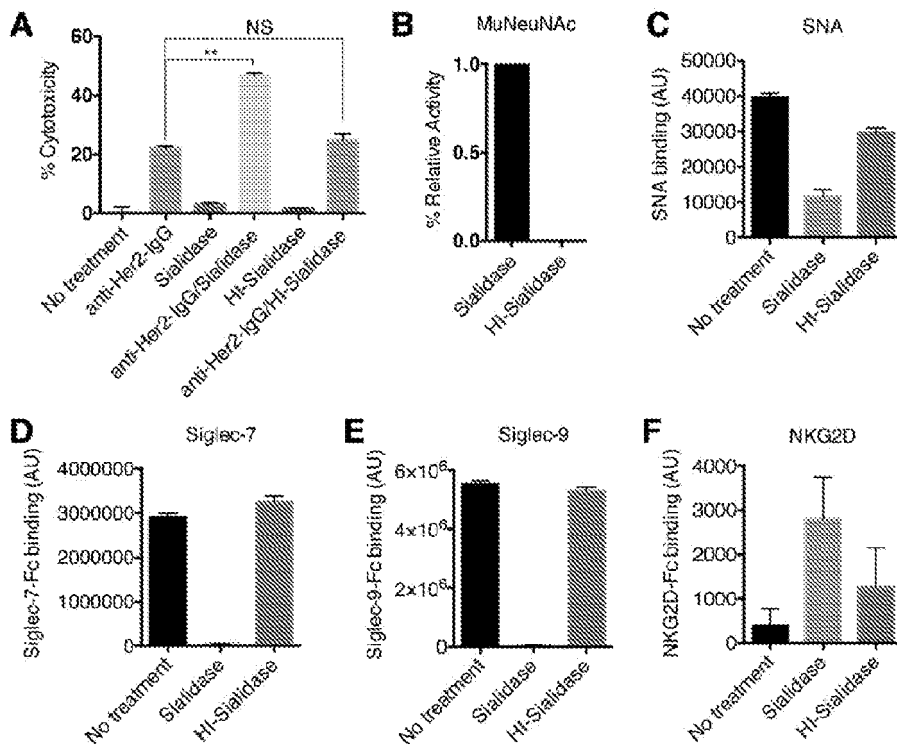 A
NS
**
% Cytotoxicity
60
40
20
0
No treatment
anti-Her2-IgG
Sialidase
anti-Her2-IgG/Sialidase
HI-Sialidase
anti-Her2-IgG/HI-Sialidase
B
MuNeuNAc
% Relative Activity
1.0
0.5
0.0
Sialidase
HI-Sialidase
C
SNA
SNA binding (AU)
50000
40000
30000
20000
10000
0
No treatment
Sialidase
HI-Sialidase
D
Siglec-7
Siglec-7-Fc binding (AU)
4000000
3000000
2000000
1000000
0
No treatment
Sialidase
HI-Sialidase
E
Siglec-9
Siglec-9-Fc binding (AU)
6×10⁶
4×10⁶
2×10⁶
0
No treatment
Sialidase
HI-Sialidase
F
NKG2D
NKG2D-Fc binding (AU)
4000
3000
2000
1000
0
No treatment
Sialidase
HI-Sialidase